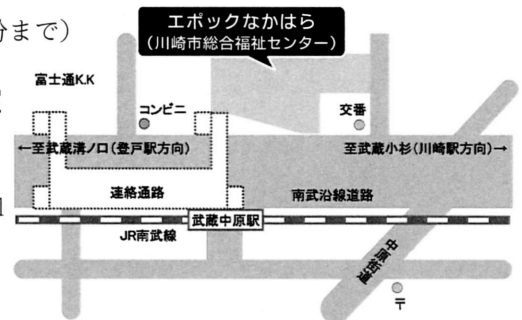 分まで）
エポックなかはら
（川崎市総合福祉センター）
富士通K.K
コンビニ
交番
←至武蔵溝ノ口（登戸駅方向）
至武蔵小杉（川崎駅方向）→
連絡通路
南武沿線道路
武蔵中原駅
JR南武線
中原街道
〒